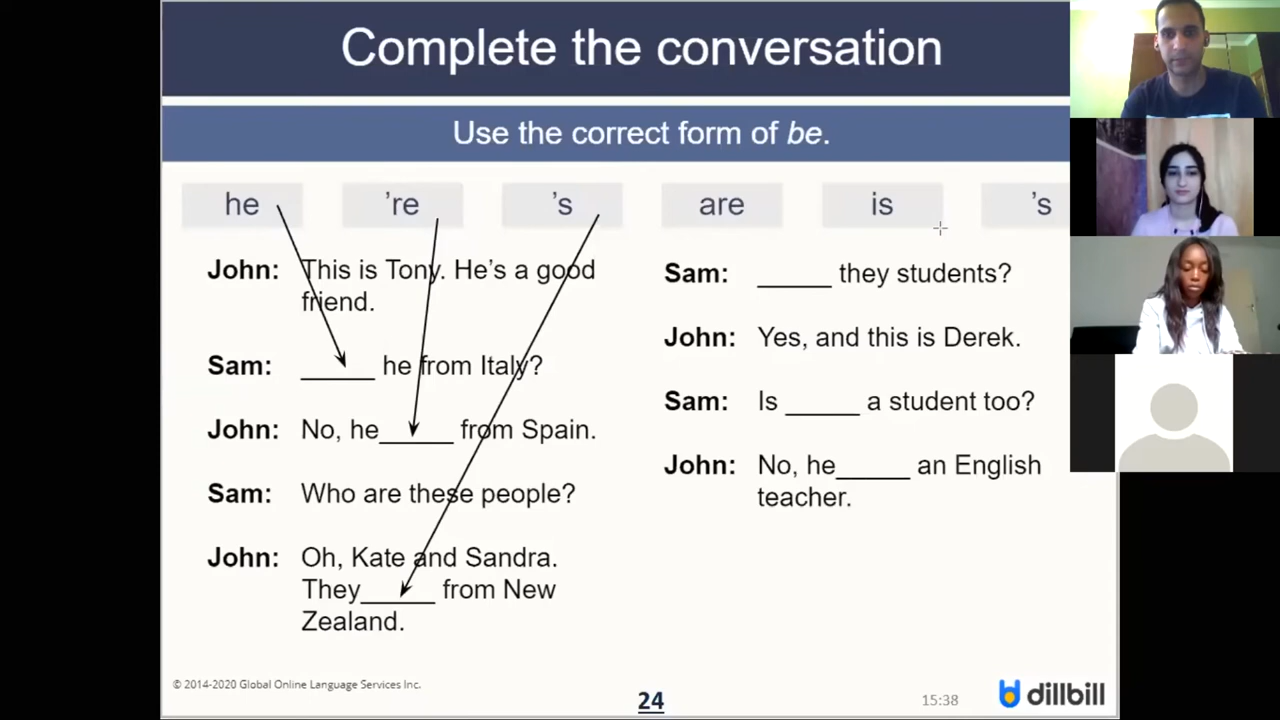 Complete the conversation
Use the correct form of be.
he 're 's are is 's
John: This is Tony. He's a good
friend.
Sam: ______ he from Italy?
John: No, he______ from Spain.
Sam: Who are these people?
John: Oh, Kate and Sandra.
They______ from New
Zealand.
Sam: ______ they students?
John: Yes, and this is Derek.
Sam: Is ______ a student too?
John: No, he______ an English
teacher.
© 2014-2020 Global Online Language Services Inc.
24
15:38
dillbill